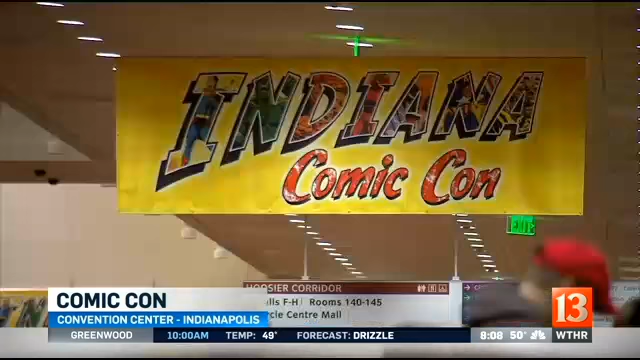 INDIANA
Comic Con
EXIT
HOOSIER CORRIDOR
lls F-H Rooms 140-145
rcle Centre Mall
COMIC CON
CONVENTION CENTER - INDIANAPOLIS
13
GREENWOOD 10:00AM TEMP: 49° FORECAST: DRIZZLE 8:08 50° WTHR